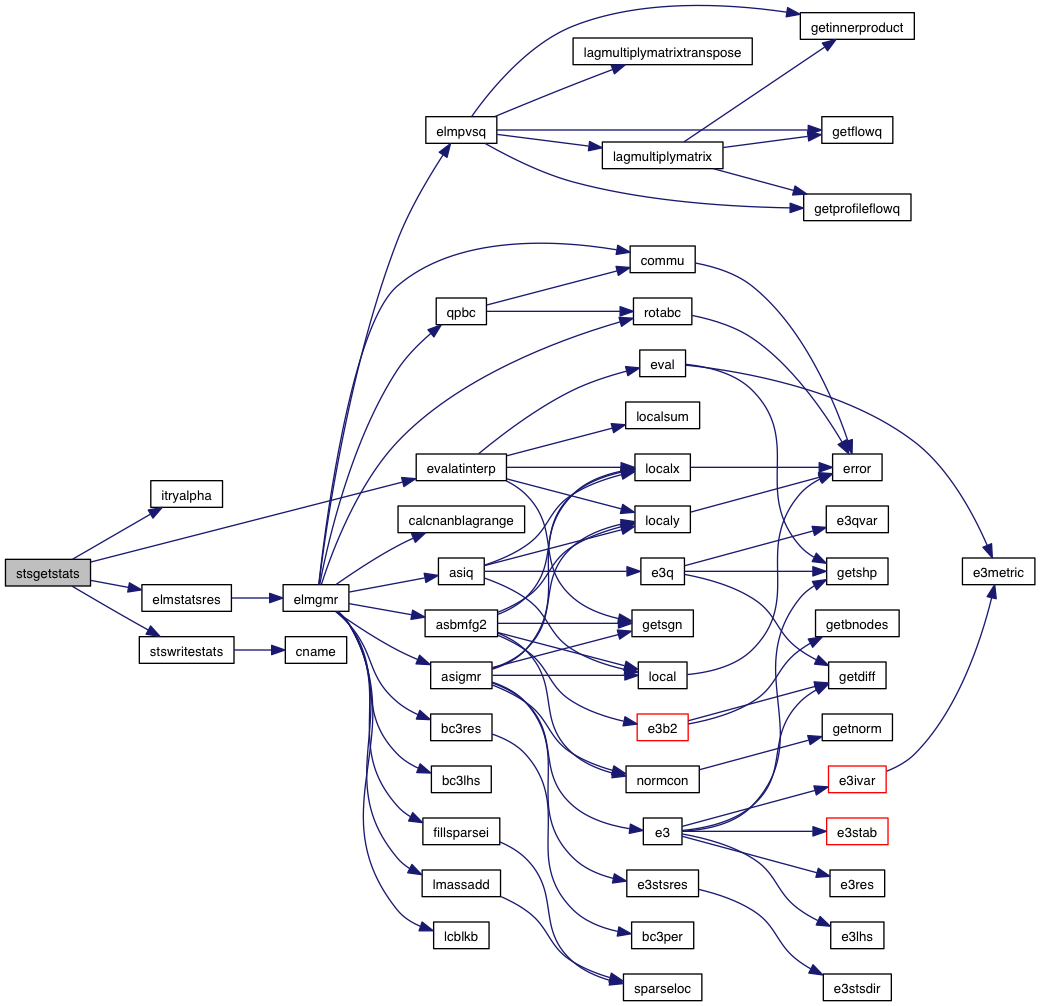 getinnerproduct
lagmultiplymatrixtranspose
elmpvsq
getflowq
lagmultiplymatrix
getprofileflowq
commu
qpbc
rotabc
eval
localsum
evalatinterp
localx
error
itryalpha
calcnanblagrange
localy
e3qvar
stsgetstats
asiq
e3q
getshp
e3metric
elmstatsres
elmgmr
asbmfg2
getsgn
getbnodes
stswritestats
cname
asigmr
local
getdiff
bc3res
e3b2
getnorm
bc3lhs
normcon
e3ivar
fillsparsei
e3
e3stab
lmassadd
e3stsres
e3res
lcblkb
bc3per
e3lhs
sparseloc
e3stsdir